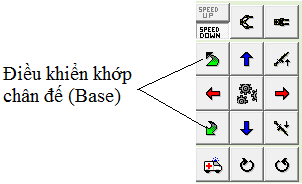 SPEED
UP
SPEED
DOWN
Điều khiển khớp
chân đế (Base)